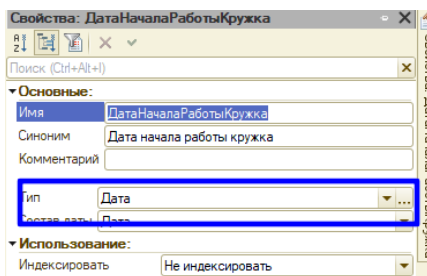 Свойства: ДатаНачалаРаботыКружка
Поиск (Ctrl+Alt+I)
Основные:
Имя ДатаНачалаРаботыКружка
Синоним Дата начала работы кружка
Комментарий
Тип Дата
Состав даты Дата
Использование:
Индексировать Не индексировать